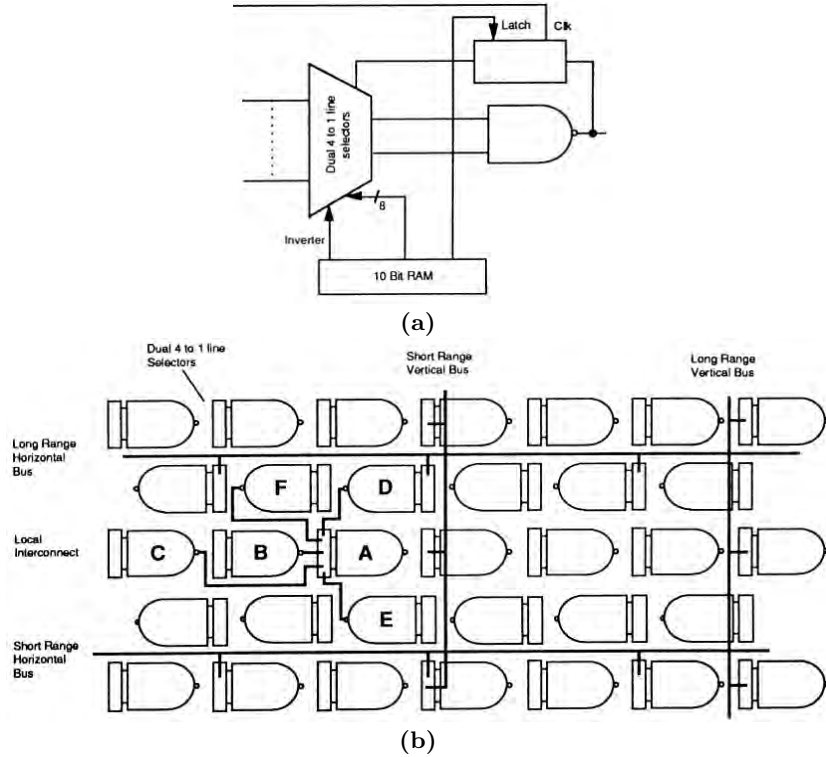 Latch
Clk
Dual 4 to 1 line
selectors
8
Inverter
10 Bit RAM
(a)
Dual 4 to 1 line
Selectors
Short Range
Vertical Bus
Long Range
Vertical Bus
Long Range
Horizontal
Bus
F
D
Local
Interconnect
C
B
A
E
Short Range
Horizontal
Bus
(b)